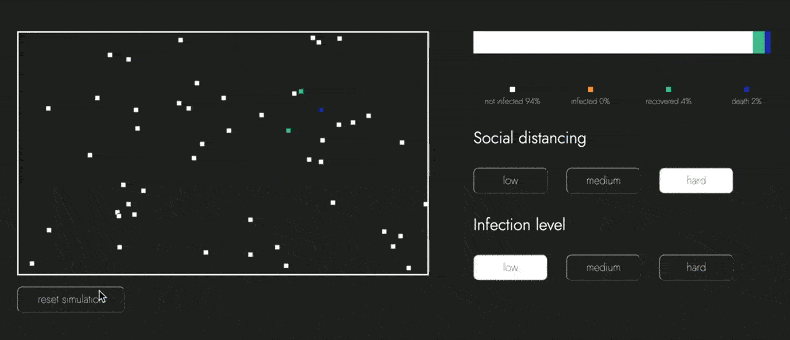 not infected 94%
infected 0%
recovered 4%
death 2%
Social distancing
low
medium
hard
Infection level
low
medium
hard
reset simulation